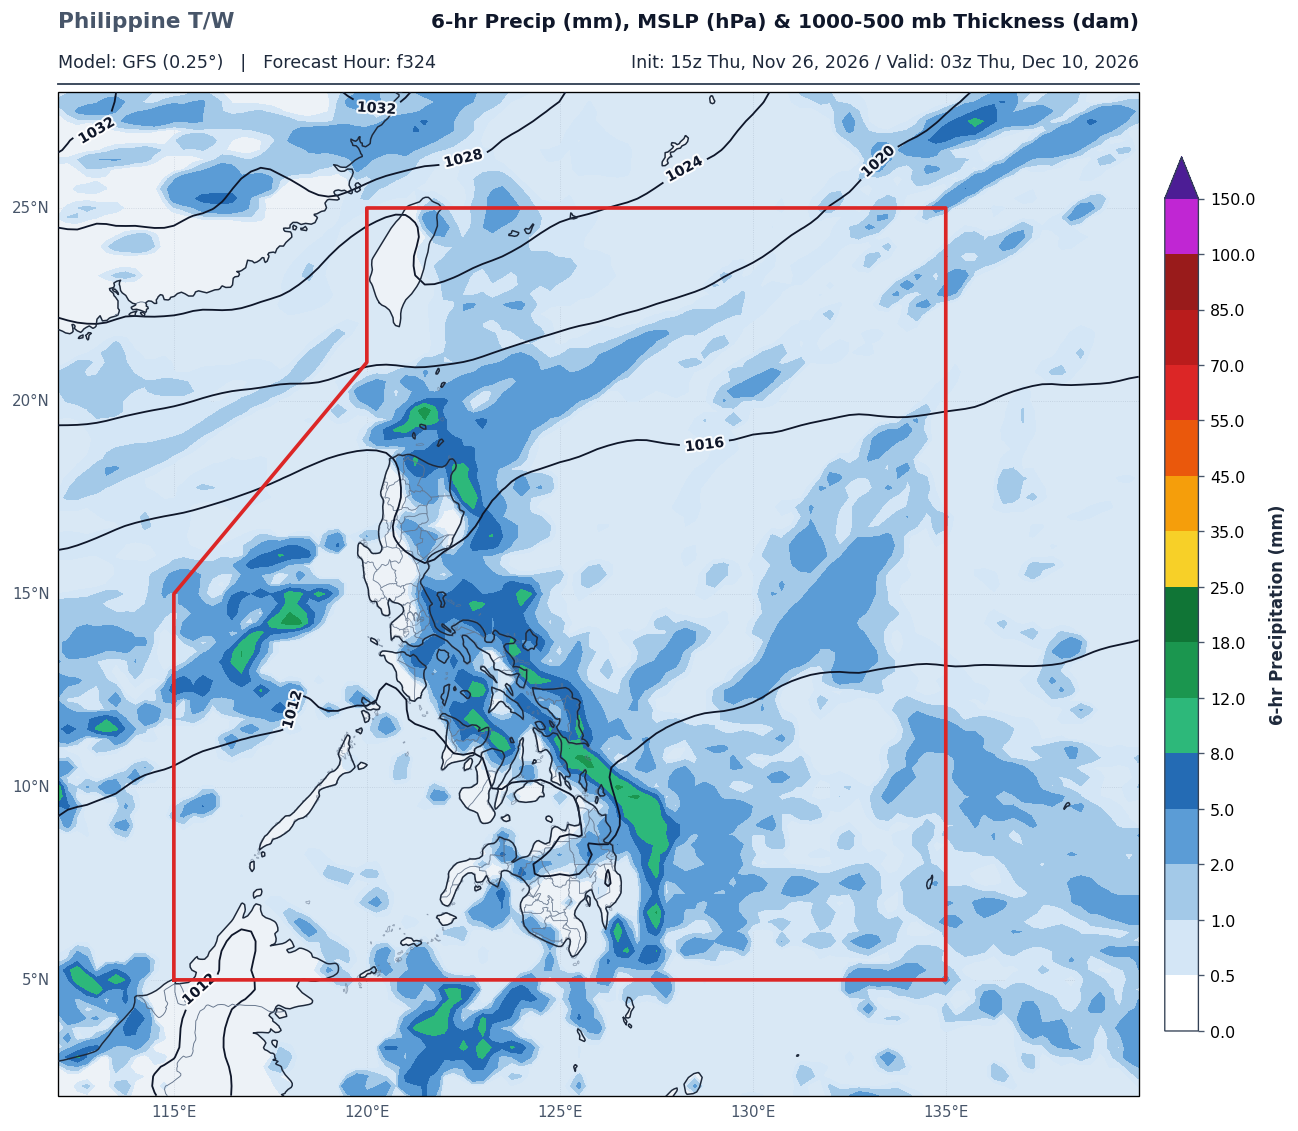 Philippine T/W
6-hr Precip (mm), MSLP (hPa) & 1000-500 mb Thickness (dam)
Model: GFS (0.25°) | Forecast Hour: f324
Init: 15z Thu, Nov 26, 2026 / Valid: 03z Thu, Dec 10, 2026
1032
1032
1028
1024
1020
1016
1012
1012
25°N
20°N
15°N
10°N
5°N
115°E
120°E
125°E
130°E
135°E
150.0
100.0
85.0
70.0
55.0
45.0
35.0
25.0
18.0
12.0
8.0
5.0
2.0
1.0
0.5
0.0
6-hr Precipitation (mm)